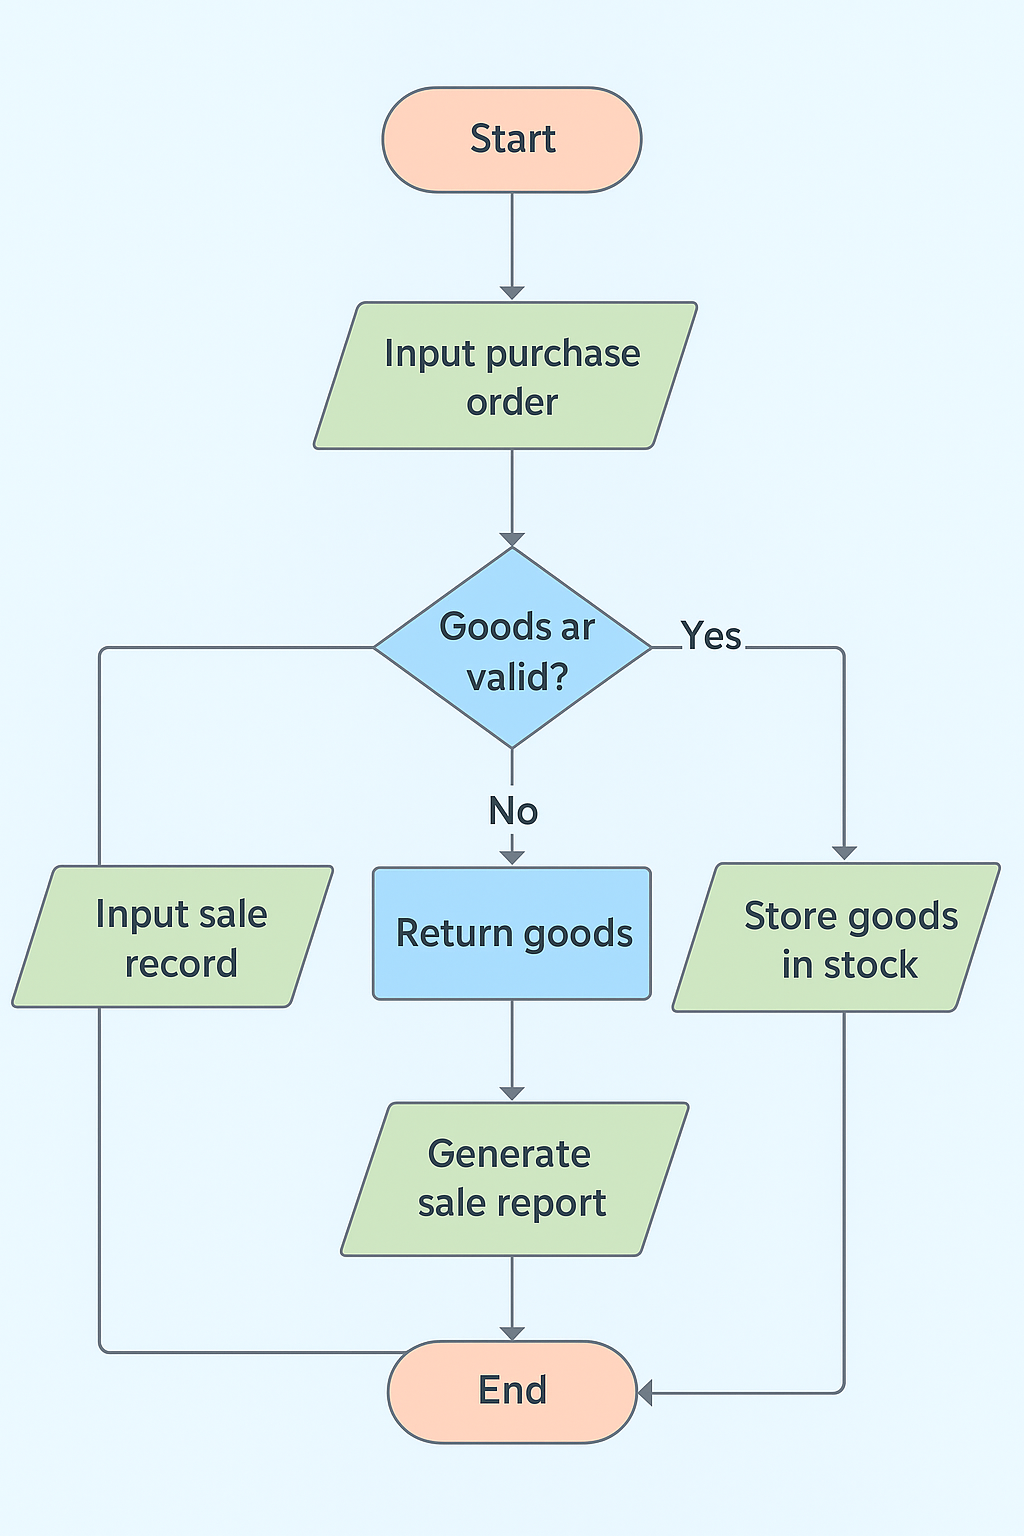 Start
Input purchase
order
Goods ar
valid?
Yes
No
Input sale
record
Return goods
Store goods
in stock
Generate
sale report
End